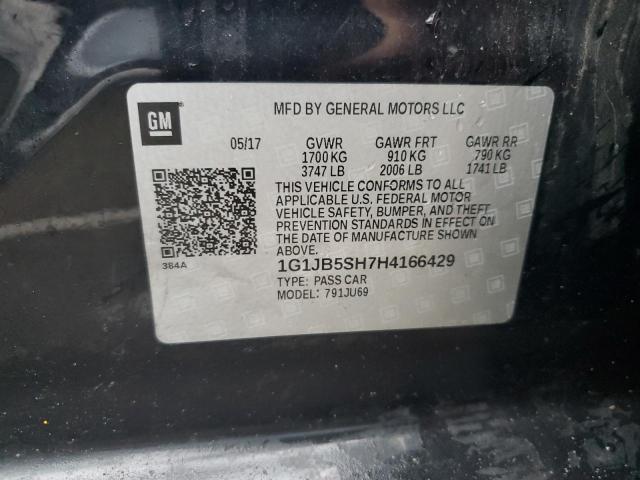 GM
MFD BY GENERAL MOTORS LLC
05/17 GVWR GAWR FRT GAWR RR
1700 KG 910 KG 790 KG
3747 LB 2006 LB 1741 LB
THIS VEHICLE CONFORMS TO ALL
APPLICABLE U.S. FEDERAL MOTOR
VEHICLE SAFETY, BUMPER, AND THEFT
PREVENTION STANDARDS IN EFFECT ON
THE DATE OF MANUFACTURE SHOWN
ABOVE.
384A
1G1JB5SH7H4166429
TYPE: PASS CAR
MODEL: 791JU69